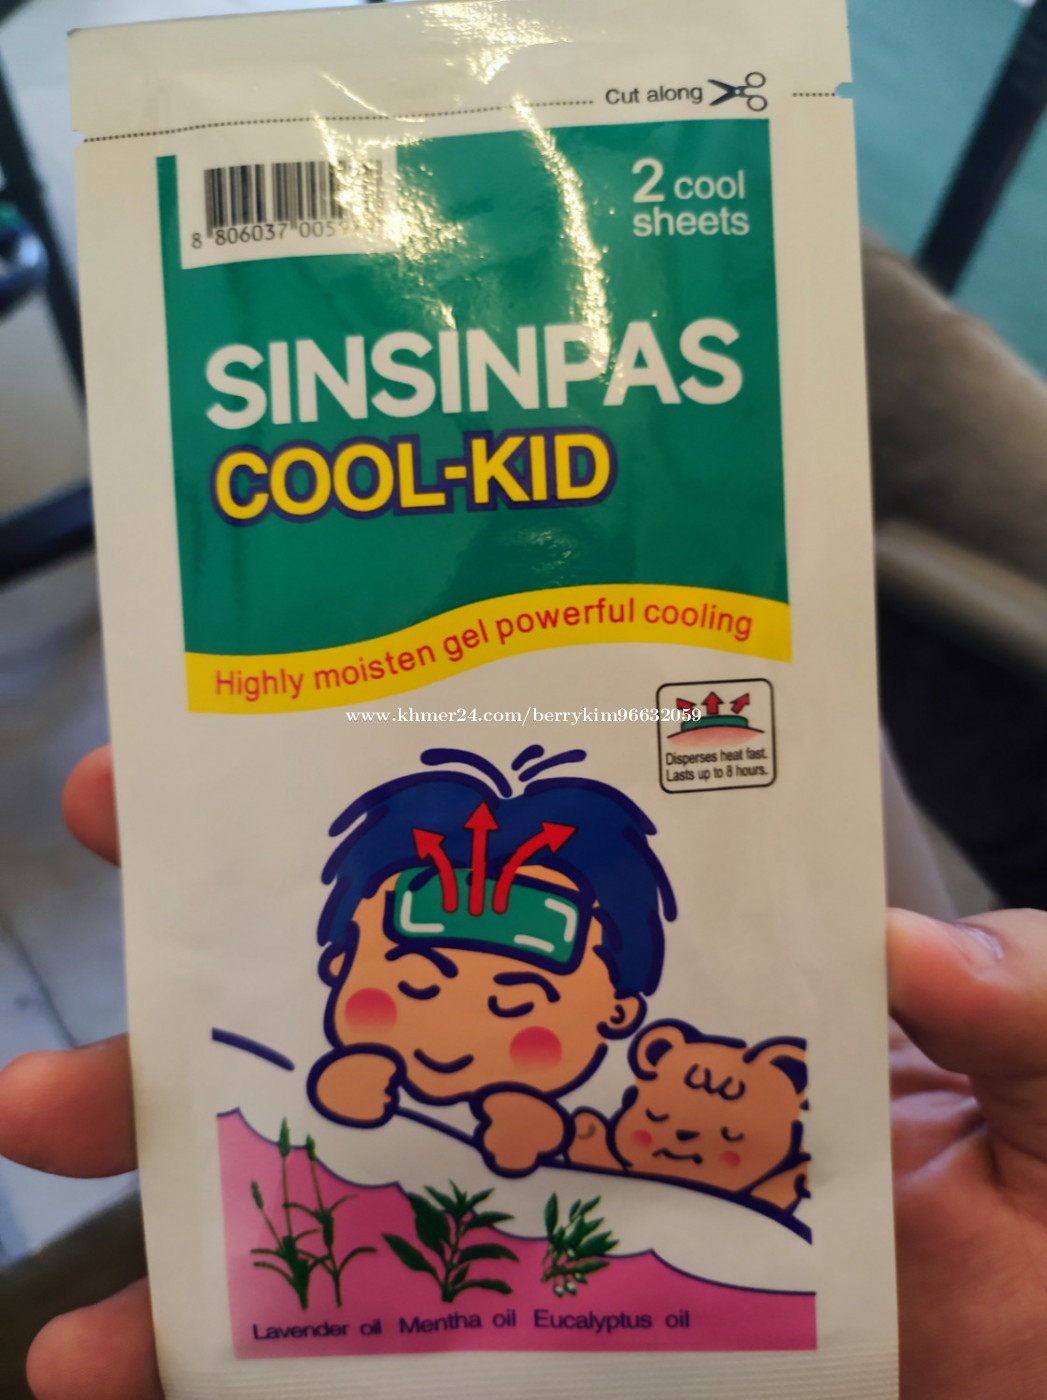 Cut along
2 cool
sheets
8 806037 005
SINSINPAS
COOL-KID
Highly moisten gel powerful cooling
www.khmer24.com/berrykim96632059
Disperses heat fast.
Lasts up to 8 hours.
Lavender oil Mentha oil Eucalyptus oil